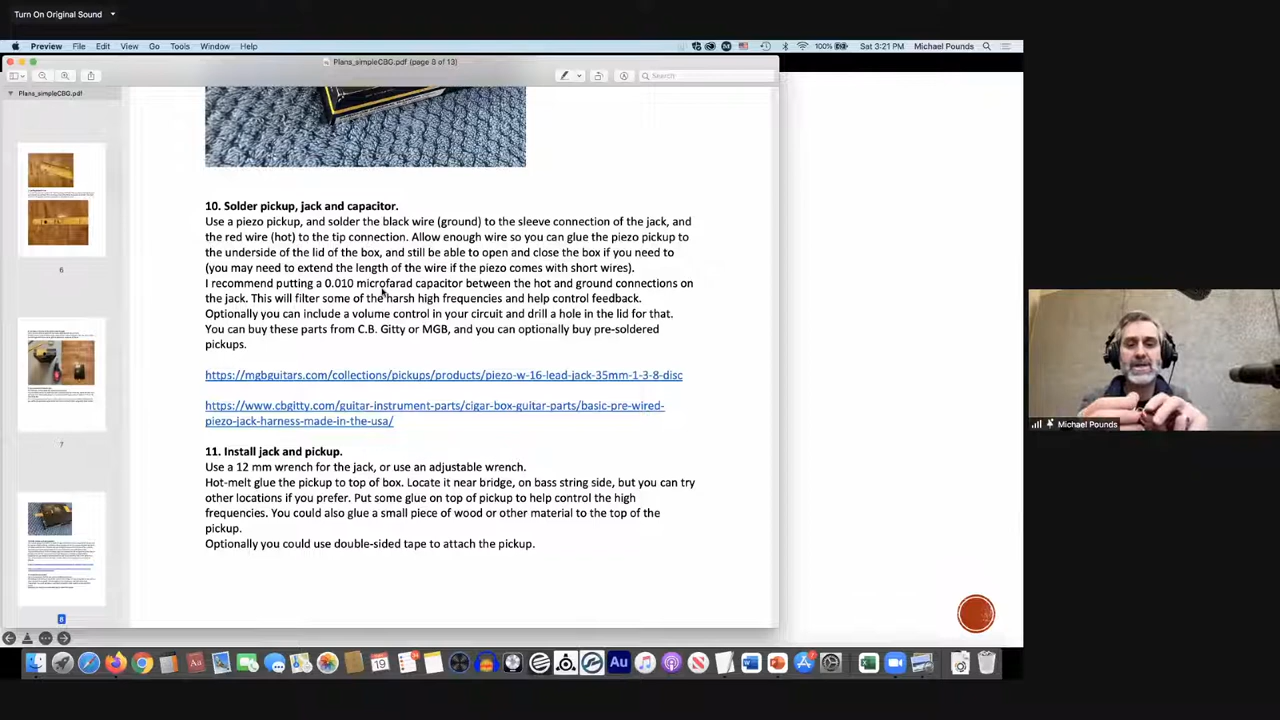 Turn On Original Sound
Preview File Edit View Go Tools Window Help
100% Sat 3:21 PM Michael Pounds
Plans_simpleCBG.pdf (page 8 of 13)
Search
Plans_simpleCBG.pdf
6
7
8
10. Solder pickup, jack and capacitor.
Use a piezo pickup, and solder the black wire (ground) to the sleeve connection of the jack, and
the red wire (hot) to the tip connection. Allow enough wire so you can glue the piezo pickup to
the underside of the lid of the box, and still be able to open and close the box if you need to
(you may need to extend the length of the wire if the piezo comes with short wires).
I recommend putting a 0.010 microfarad capacitor between the hot and ground connections on
the jack. This will filter some of the harsh high frequencies and help control feedback.
Optionally you can include a volume control in your circuit and drill a hole in the lid for that.
You can buy these parts from C.B. Gitty or MGB, and you can optionally buy pre-soldered
pickups.
https://mgbguitars.com/collections/pickups/products/piezo-w-16-lead-jack-35mm-1-3-8-disc
https://www.cbgitty.com/guitar-instrument-parts/cigar-box-guitar-parts/basic-pre-wired-
piezo-jack-harness-made-in-the-usa/
11. Install jack and pickup.
Use a 12 mm wrench for the jack, or use an adjustable wrench.
Hot-melt glue the pickup to top of box. Locate it near bridge, on bass string side, but you can try
other locations if you prefer. Put some glue on top of pickup to help control the high
frequencies. You could also glue a small piece of wood or other material to the top of the
pickup.
Optionally you could use double-sided tape to attach the pickup.
Michael Pounds
19
Au